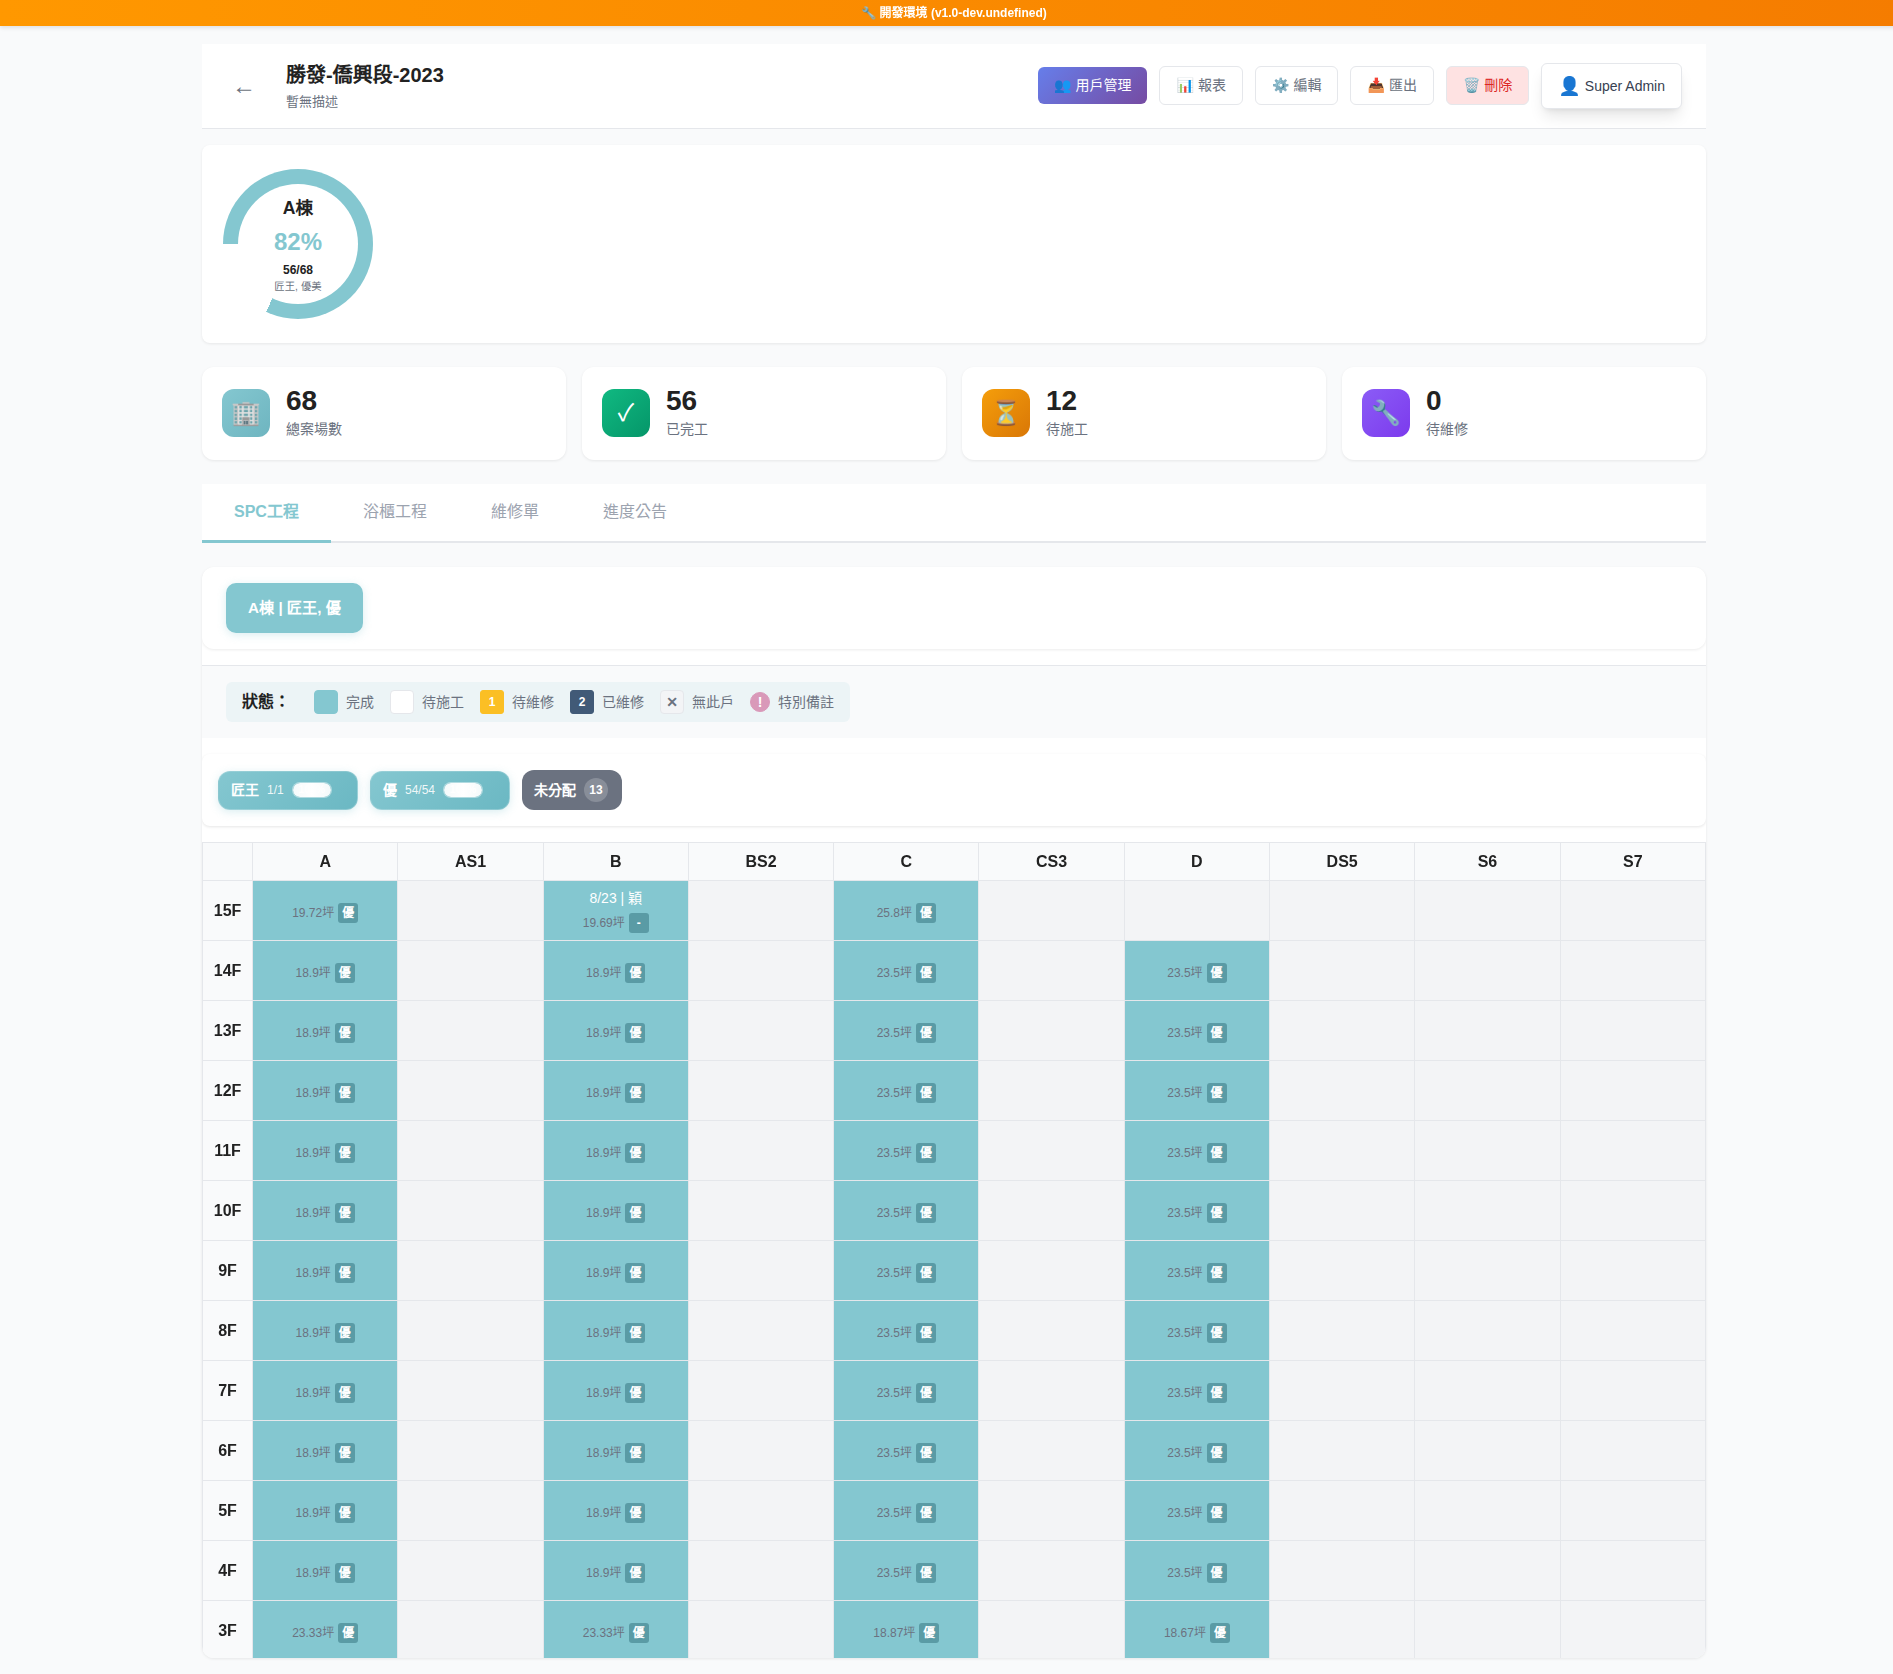 🔧 開發環境 (v1.0-dev.undefined)
← 勝發-僑興段-2023
暫無描述
👥 用戶管理 📊 報表 ⚙️ 編輯 📤 匯出 🗑️ 刪除 👤 Super Admin
A棟
82%
56/68
匠王, 優美
68
總案場數
56
已完工
12
待施工
0
待維修
SPC工程 浴櫃工程 維修單 進度公告
A棟 | 匠王, 優
狀態： 完成 待施工 1 待維修 2 已維修 ✕ 無此戶 ! 特別備註
匠王 1/1 優 54/54 未分配 13
A AS1 B BS2 C CS3 D DS5 S6 S7
8/23 | 穎
15F 19.72坪 優 19.69坪 - 25.8坪 優
14F 18.9坪 優 18.9坪 優 23.5坪 優 23.5坪 優
13F 18.9坪 優 18.9坪 優 23.5坪 優 23.5坪 優
12F 18.9坪 優 18.9坪 優 23.5坪 優 23.5坪 優
11F 18.9坪 優 18.9坪 優 23.5坪 優 23.5坪 優
10F 18.9坪 優 18.9坪 優 23.5坪 優 23.5坪 優
9F 18.9坪 優 18.9坪 優 23.5坪 優 23.5坪 優
8F 18.9坪 優 18.9坪 優 23.5坪 優 23.5坪 優
7F 18.9坪 優 18.9坪 優 23.5坪 優 23.5坪 優
6F 18.9坪 優 18.9坪 優 23.5坪 優 23.5坪 優
5F 18.9坪 優 18.9坪 優 23.5坪 優 23.5坪 優
4F 18.9坪 優 18.9坪 優 23.5坪 優 23.5坪 優
3F 23.33坪 優 23.33坪 優 18.87坪 優 18.67坪 優